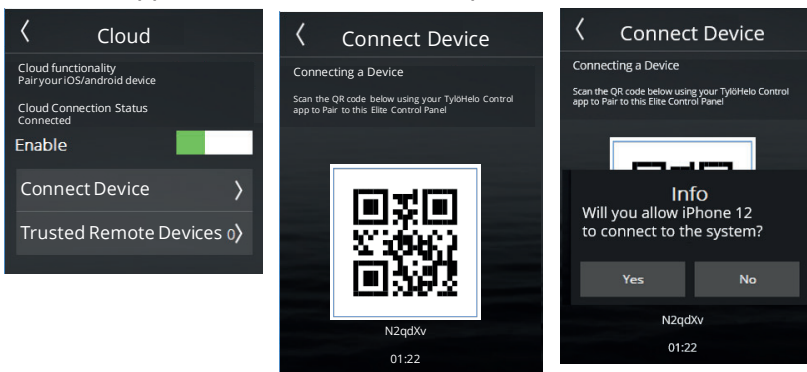 Cloud
Cloud functionality
Pair your iOS/android device
Cloud Connection Status
Connected
Enable
Connect Device
Trusted Remote Devices 0
Connect Device
Connecting a Device
Scan the QR code below using your TylöHelo Control
app to Pair to this Elite Control Panel
N2qdXv
01:22
Connect Device
Connecting a Device
Scan the QR code below using your TylöHelo Control
app to Pair to this Elite Control Panel
Info
Will you allow iPhone 12
to connect to the system?
Yes No
N2qdXv
01:22